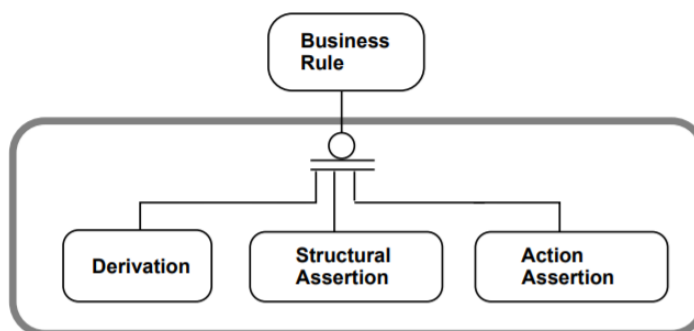 Business
Rule
Derivation
Structural
Assertion
Action
Assertion